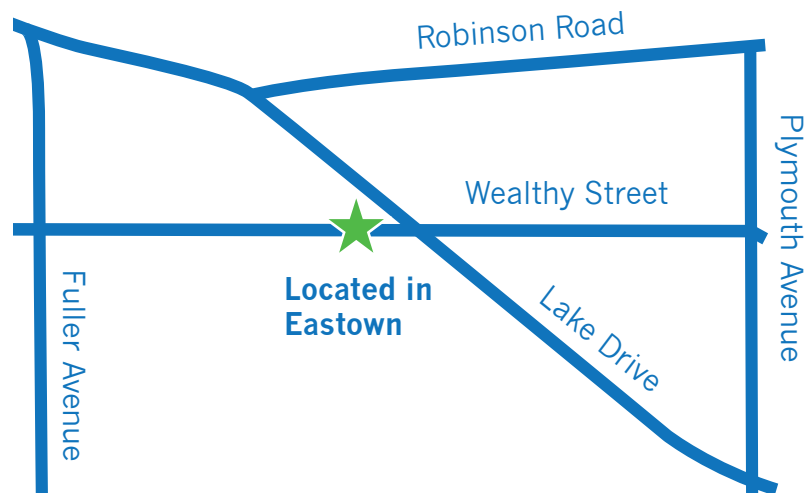 Robinson Road
Plymouth Avenue
Wealthy Street
Fuller Avenue
Located in
Eastown
Lake Drive